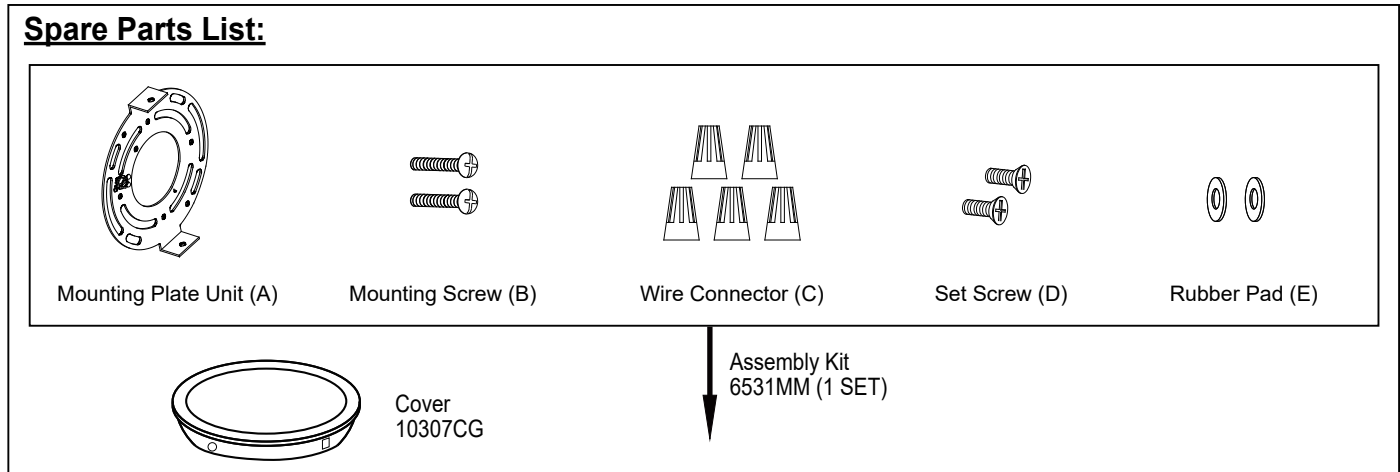 Spare Parts List:
Mounting Plate Unit (A)
Mounting Screw (B)
Wire Connector (C)
Set Screw (D)
Rubber Pad (E)
Assembly Kit
6531MM (1 SET)
Cover
10307CG